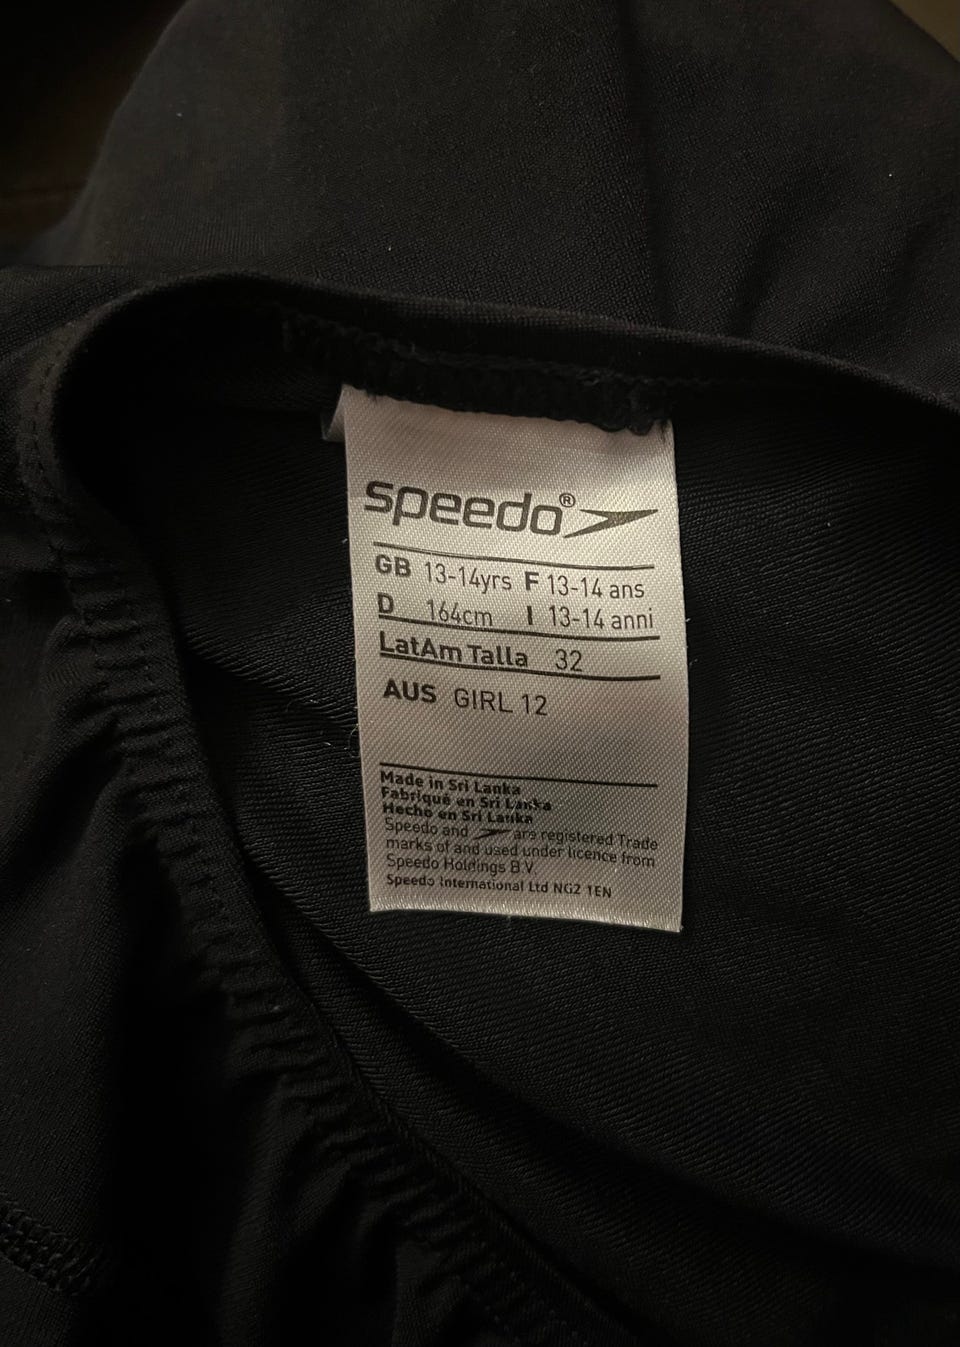 speedo®
GB 13-14yrs F 13-14 ans
D 164cm I 13-14 anni
LatAm Talla 32
AUS GIRL 12
Made in Sri Lanka
Fabriqué en Sri Lanka
Hecho en Sri Lanka
Speedo and are registered Trade
marks of and used under licence from
Speedo Holdings B.V.
Speedo International Ltd NG2 1EN